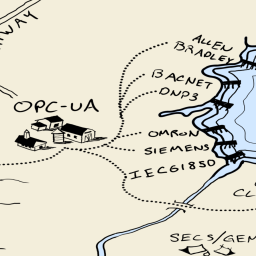 ALLEN
BRADLEY
BACNET
DNP3
OPC-UA
OMRON
SIEMENS
IEC61850
SECS/GEM